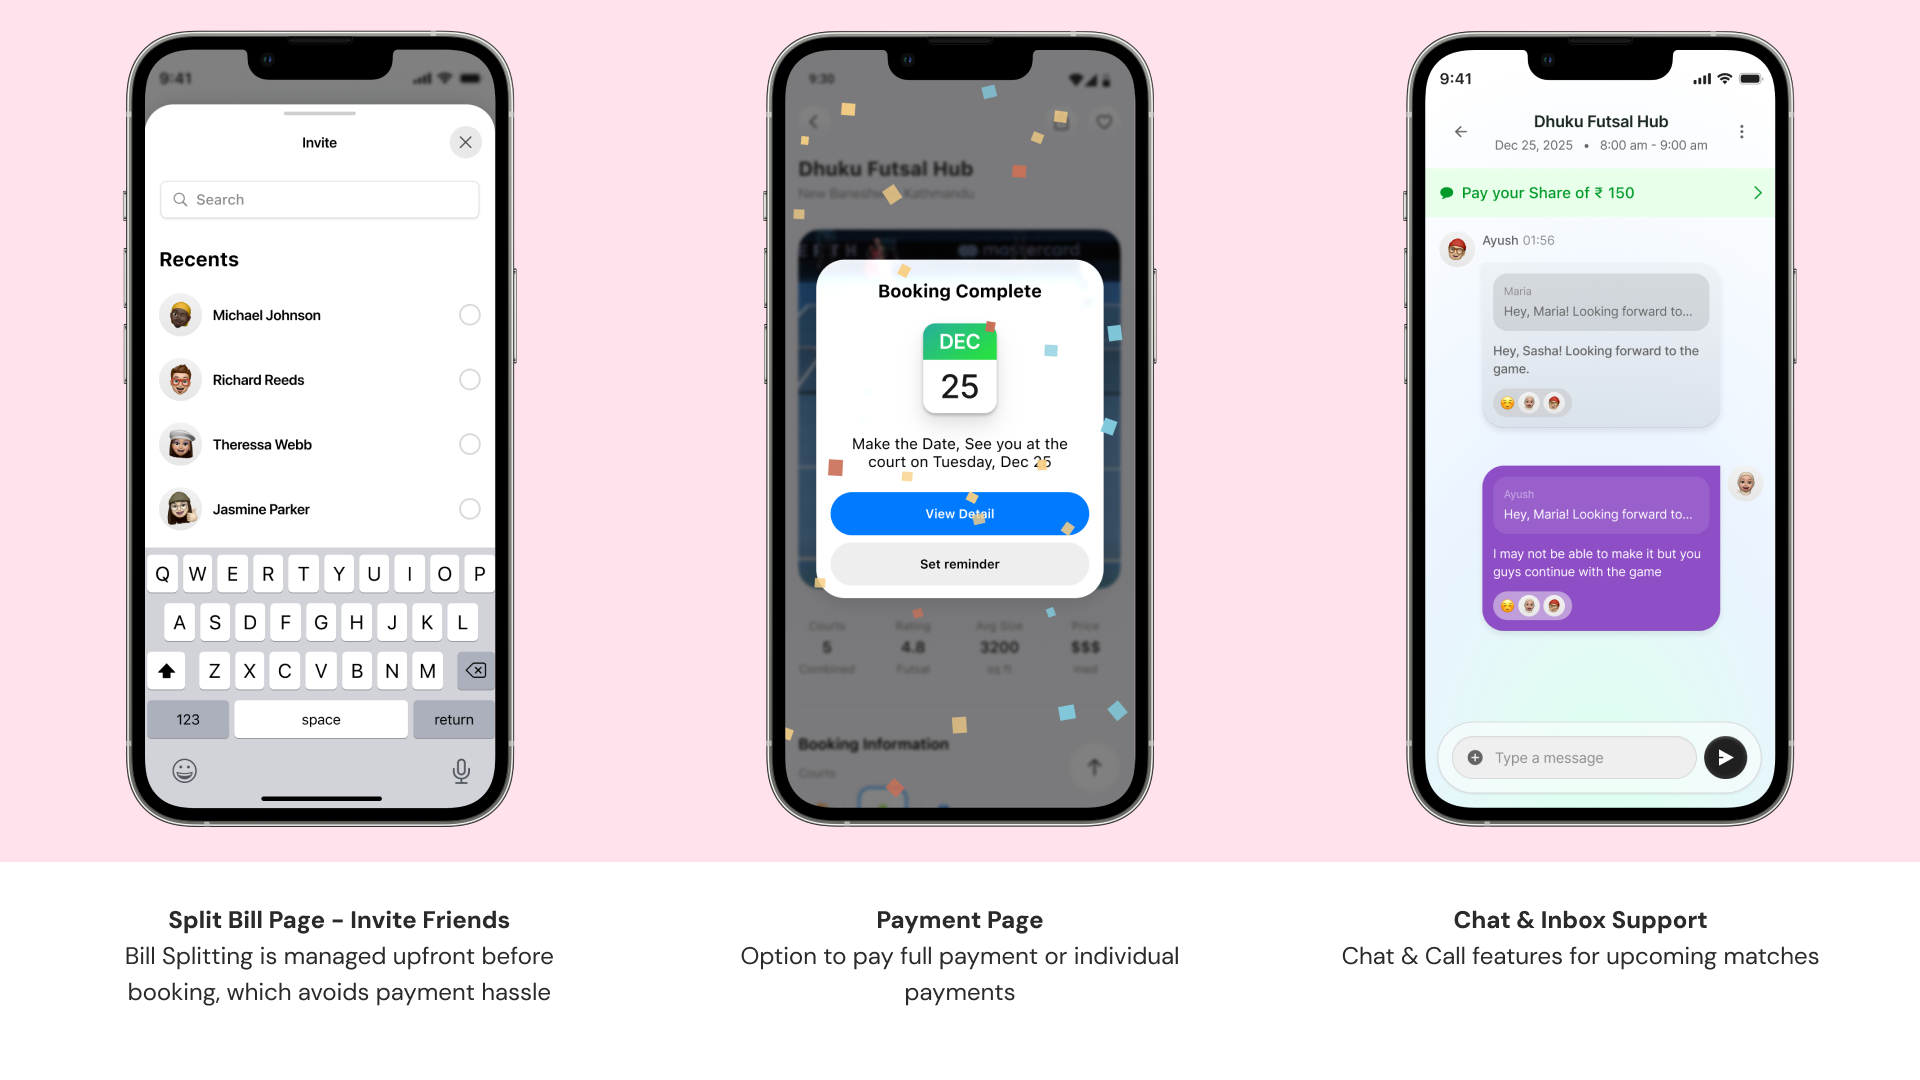 9:41
Invite
Search
Recents
Michael Johnson
Richard Reeds
Theressa Webb
Jasmine Parker
Q W E R T Y U I O P
A S D F G H J K L
Z X C V B N M
123 space return
Split Bill Page - Invite Friends
Bill Splitting is managed upfront before
booking, which avoids payment hassle
9:30
Dhuku Futsal Hub
New Baneshw Kathmandu
mastercard
Booking Complete
DEC
25
Make the Date, See you at the
court on Tuesday, Dec 25
View Detail
Set reminder
Courts Rating Avg Size Price
5 4.8 3200 $$$
Combined Futsal sq ft med
Booking Information
Courts
Payment Page
Option to pay full payment or individual
payments
9:41
Dhuku Futsal Hub
Dec 25, 2025 • 8:00 am - 9:00 am
Pay your Share of ₹ 150
Ayush 01:56
Maria
Hey, Maria! Looking forward to...
Hey, Sasha! Looking forward to the
game.
Ayush
Hey, Maria! Looking forward to...
I may not be able to make it but you
guys continue with the game
Type a message
Chat & Inbox Support
Chat & Call features for upcoming matches